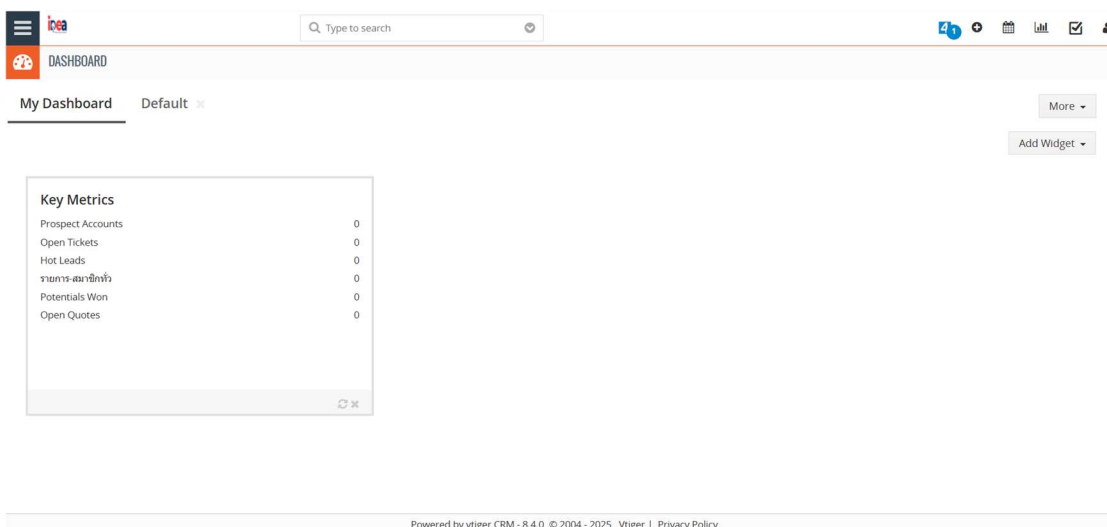 ipea
Type to search
1
DASHBOARD
My Dashboard Default
More
Add Widget
Key Metrics
Prospect Accounts 0
Open Tickets 0
Hot Leads 0
รายการ-สมาชิกทั่ว 0
Potentials Won 0
Open Quotes 0
Powered by vtiger CRM - 8.4.0 © 2004 - 2025 Vtiger | Privacy Policy